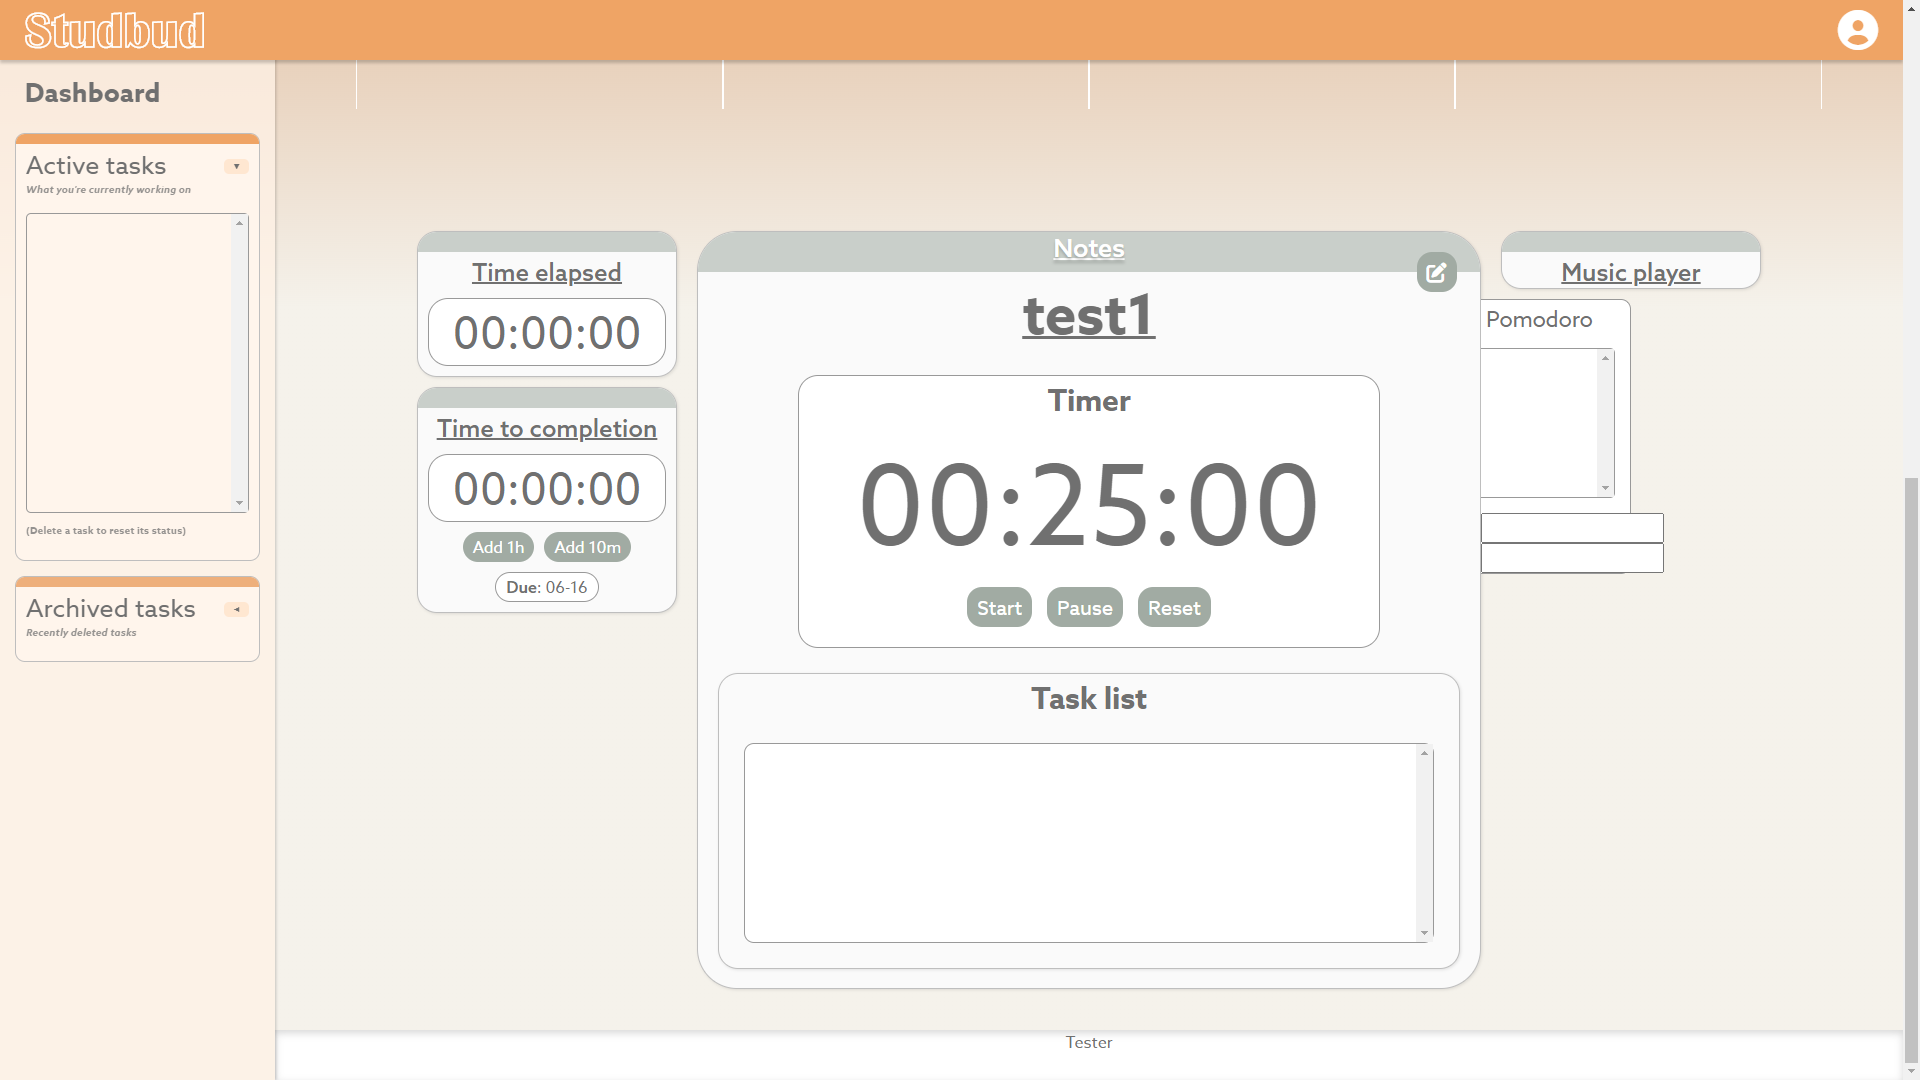 Studbud
Dashboard
Active tasks
What you're currently working on
(Delete a task to reset its status)
Archived tasks
Recently deleted tasks
Time elapsed
00:00:00
Time to completion
00:00:00
Add 1h
Add 10m
Due: 06-16
Notes
test1
Timer
00:25:00
Start
Pause
Reset
Task list
Music player
Pomodoro
Tester